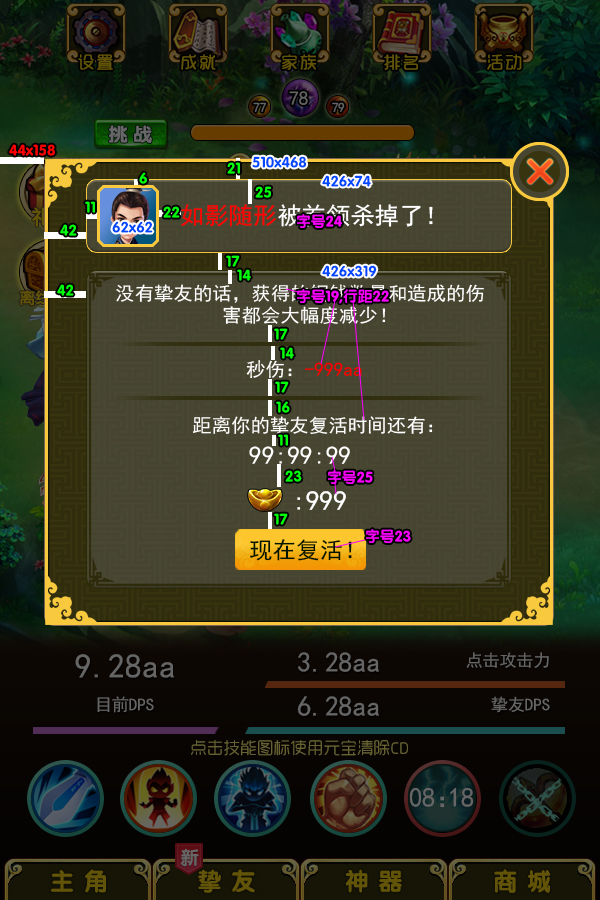 设置 成就 家族 排名 活动
77 78 79
挑战
44x158
510x468
21
426x74
6
25
11
22
62x62
如影随形被首领杀掉了！
字号24
42
17
14
426x319
42
没有挚友的话，获得的 和造成的伤
字号19,行距22
害都会大幅度减少！
17
14
秒伤： -999aa
17
16
距离你的挚友复活时间还有：
11
99:99:99
23
字号25
:999
17
现在复活！
字号23
9.28aa 3.28aa 点击攻击力
目前DPS 6.28aa 挚友DPS
点击技能图标使用元宝清除CD
08:18
新
主角 挚友 神器 商城